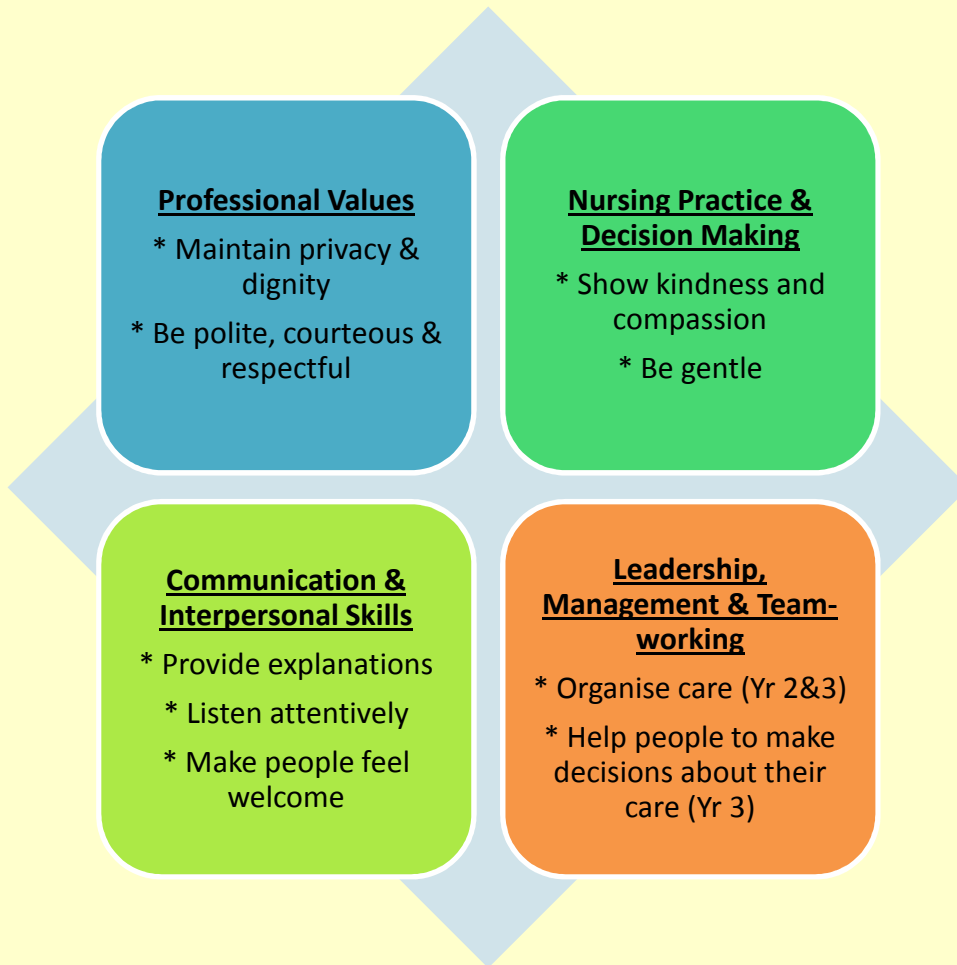 Professional Values
* Maintain privacy &
dignity
* Be polite, courteous &
respectful
Nursing Practice &
Decision Making
* Show kindness and
compassion
* Be gentle
Communication &
Interpersonal Skills
* Provide explanations
* Listen attentively
* Make people feel
welcome
Leadership,
Management & Team-
working
* Organise care (Yr 2&3)
* Help people to make
decisions about their
care (Yr 3)